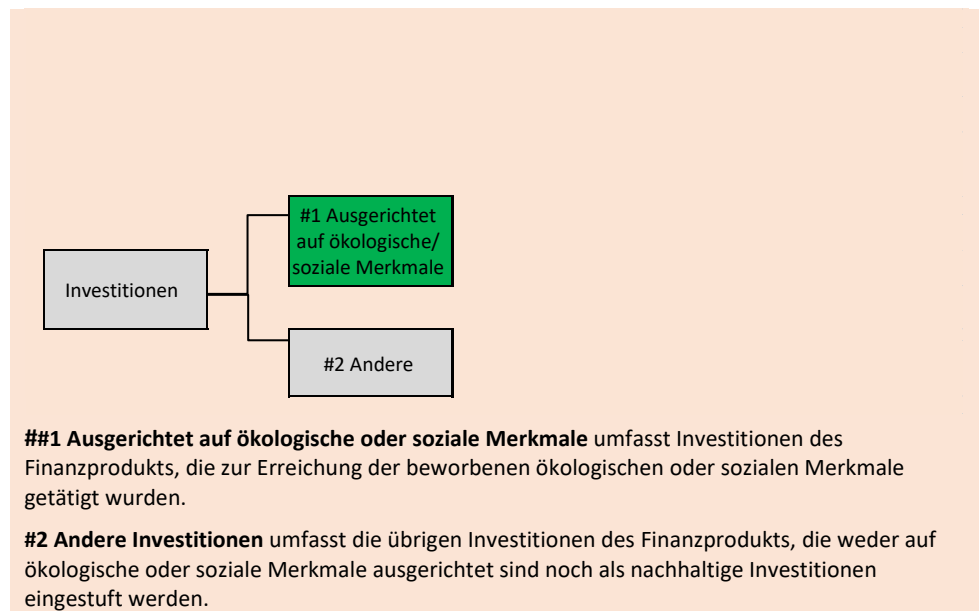 #1 Ausgerichtet
auf ökologische/
soziale Merkmale
Investitionen
#2 Andere
##1 Ausgerichtet auf ökologische oder soziale Merkmale umfasst Investitionen des
Finanzprodukts, die zur Erreichung der beworbenen ökologischen oder sozialen Merkmale
getätigt wurden.
#2 Andere Investitionen umfasst die übrigen Investitionen des Finanzprodukts, die weder auf
ökologische oder soziale Merkmale ausgerichtet sind noch als nachhaltige Investitionen
eingestuft werden.